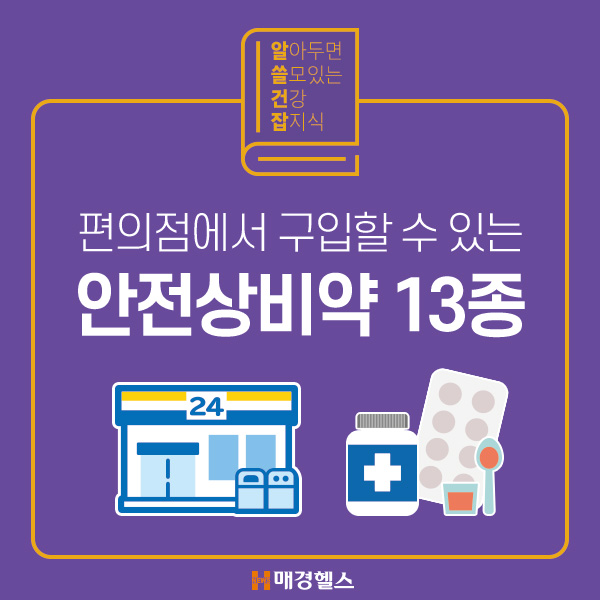 알아두면
쓸모있는
건강
잡지식
편의점에서 구입할 수 있는
안전상비약 13종
24
매경헬스